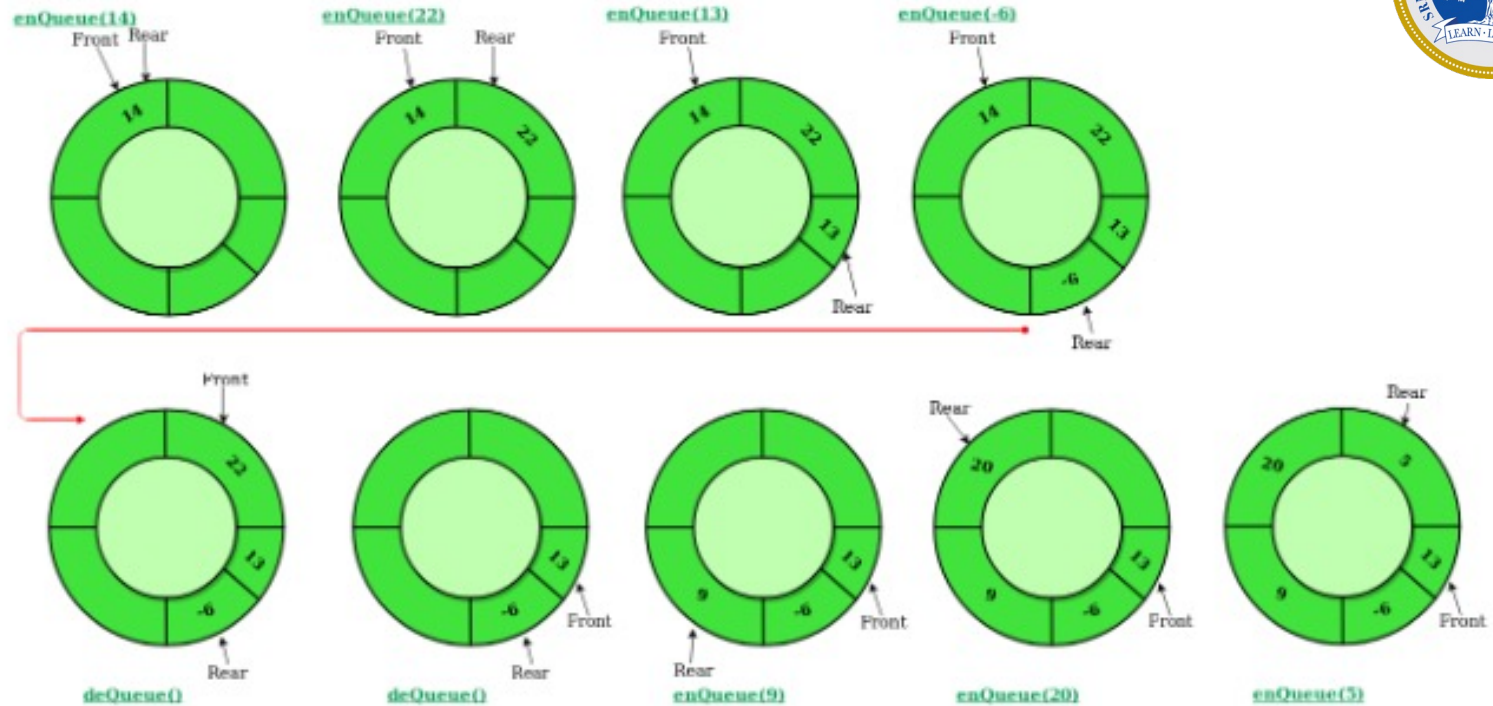 enQueue(14) enQueue(22) enQueue(13) enQueue(-6)
Front Rear Front Rear Front Front
14 14 22 14 22 13 14 22 13 -6
Rear
Rear
LEARN
Front
Rear
Rear
22 13 -6 13 -6 9 13 -6 20 9 13 -6 20 5 9 13 -6
Front Front Front Front
Rear Rear Rear
deQueue() deQueue() enQueue(9) enQueue(20) enQueue(5)